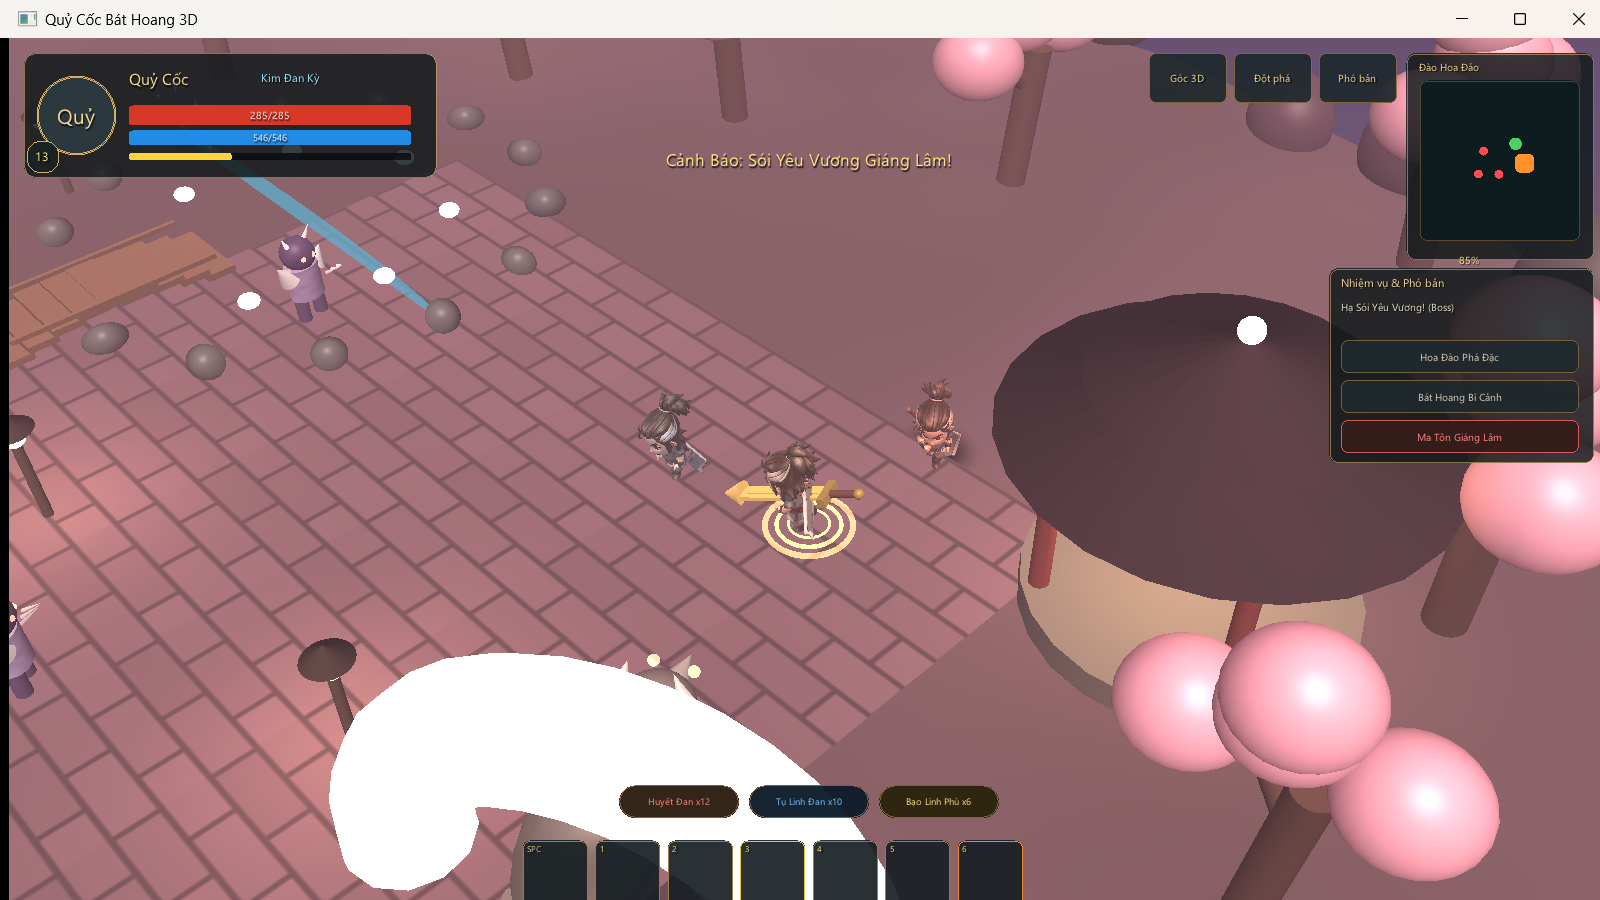 Quỷ Cốc Bát Hoang 3D
Quỷ
13
Quỷ Cốc
Kim Đan Kỳ
285/285
546/546
Góc 3D
Đột phá
Phó bản
Đào Hoa Đảo
85%
Cảnh Báo: Sói Yêu Vương Giáng Lâm!
Nhiệm vụ & Phó bản
Hạ Sói Yêu Vương! (Boss)
Hoa Đào Phá Đặc
Bát Hoang Bí Cảnh
Ma Tôn Giáng Lâm
Huyết Đan x12
Tụ Linh Đan x10
Bạo Linh Phù x6
SPC
1
2
3
4
5
6